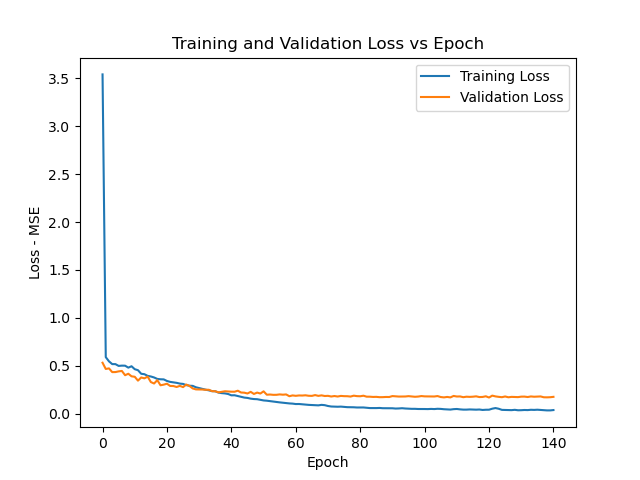 Training and Validation Loss vs Epoch
Training Loss
Validation Loss
3.5
3.0
2.5
2.0
1.5
1.0
0.5
0.0
Loss - MSE
0 20 40 60 80 100 120 140
Epoch